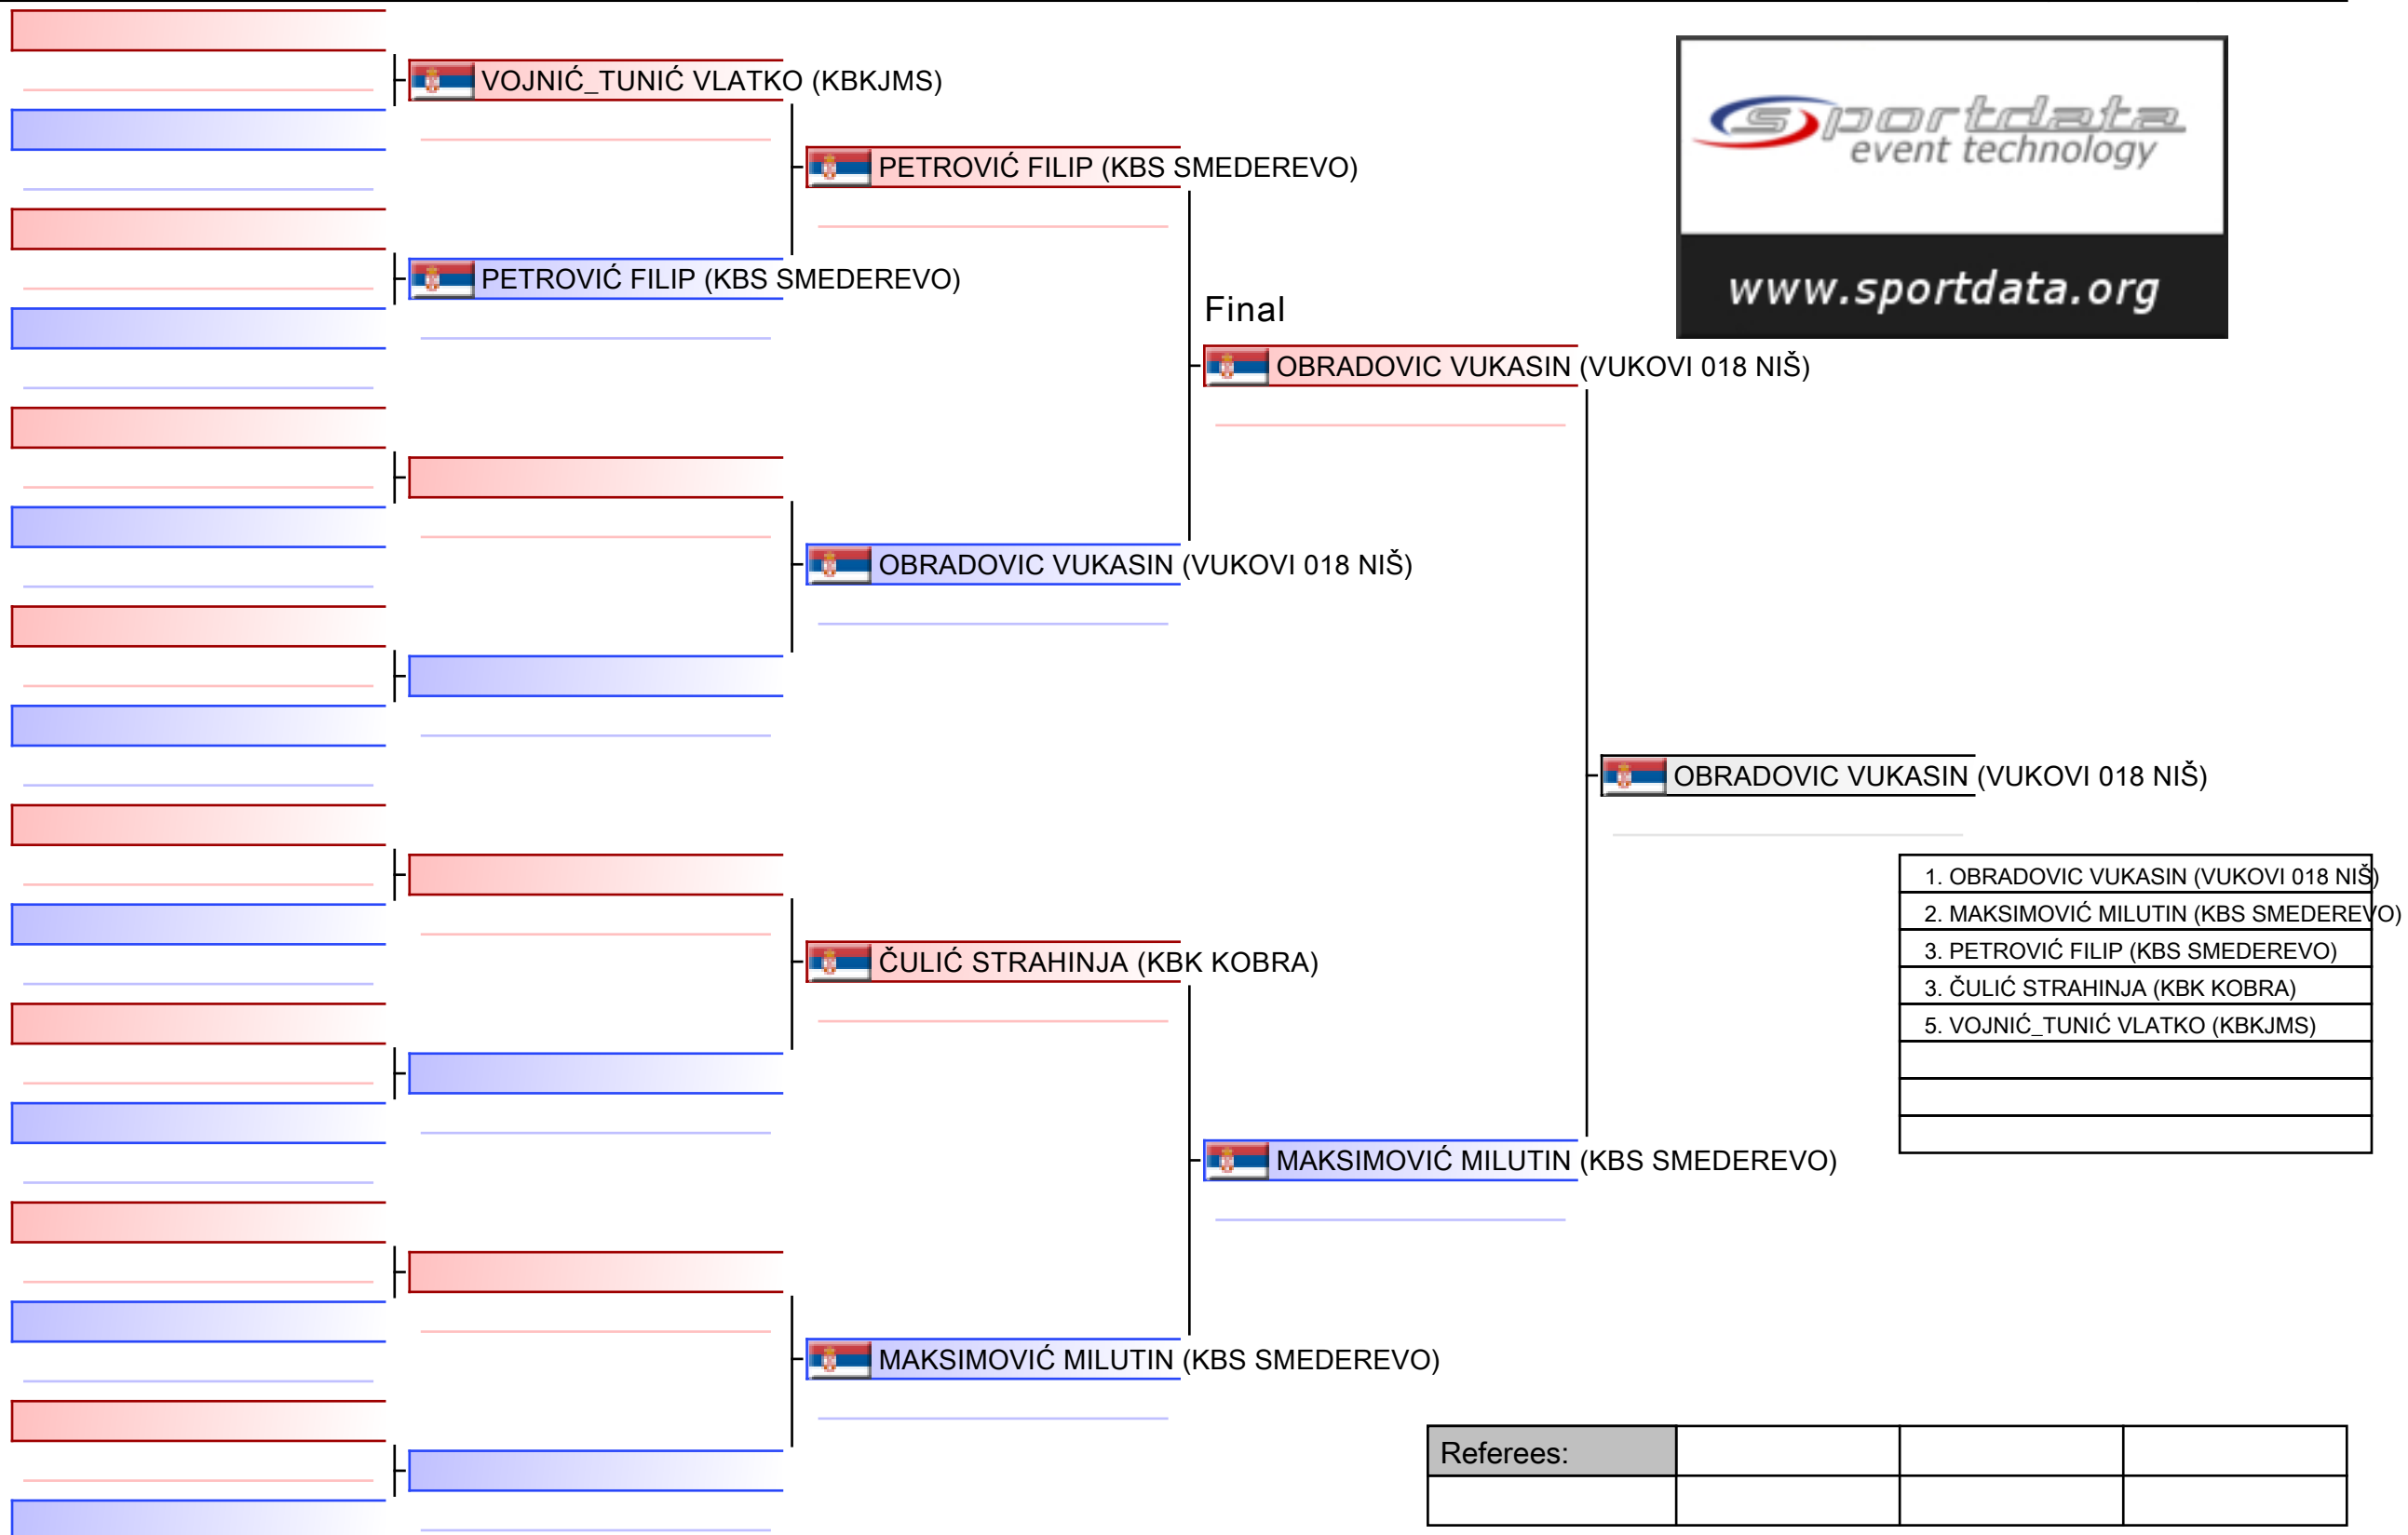 VOJNIĆ_TUNIĆ VLATKO (KBKJMS)
PETROVIĆ FILIP (KBS SMEDEREVO)
PETROVIĆ FILIP (KBS SMEDEREVO)
sportdata
event technology
www.sportdata.org
Final
OBRADOVIC VUKASIN (VUKOVI 018 NIŠ)
OBRADOVIC VUKASIN (VUKOVI 018 NIŠ)
OBRADOVIC VUKASIN (VUKOVI 018 NIŠ)
1. OBRADOVIC VUKASIN (VUKOVI 018 NIŠ)
2. MAKSIMOVIĆ MILUTIN (KBS SMEDEREVO)
3. PETROVIĆ FILIP (KBS SMEDEREVO)
3. ČULIĆ STRAHINJA (KBK KOBRA)
5. VOJNIĆ_TUNIĆ VLATKO (KBKJMS)
ČULIĆ STRAHINJA (KBK KOBRA)
MAKSIMOVIĆ MILUTIN (KBS SMEDEREVO)
MAKSIMOVIĆ MILUTIN (KBS SMEDEREVO)
Referees: